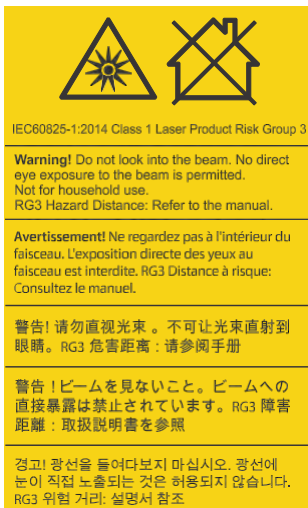 IEC60825-1:2014 Class 1 Laser Product Risk Group 3
Warning! Do not look into the beam. No direct
eye exposure to the beam is permitted.
Not for household use.
RG3 Hazard Distance: Refer to the manual.
Avertissement! Ne regardez pas à l'intérieur du
faisceau. L'exposition directe des yeux au
faisceau est interdite. RG3 Distance à risque:
Consultez le manuel.
警告! 请勿直视光束 。不可让光束直射到
眼睛。RG3 危害距离 : 请参阅手册
警告 ! ビームを見ないこと。ビームへの
直接暴露は禁止されています。RG3 障害
距離 : 取扱説明書を参照
경고! 광선을 들여다보지 마십시오. 광선에
눈이 직접 노출되는 것은 허용되지 않습니다.
RG3 위험 거리: 설명서 참조